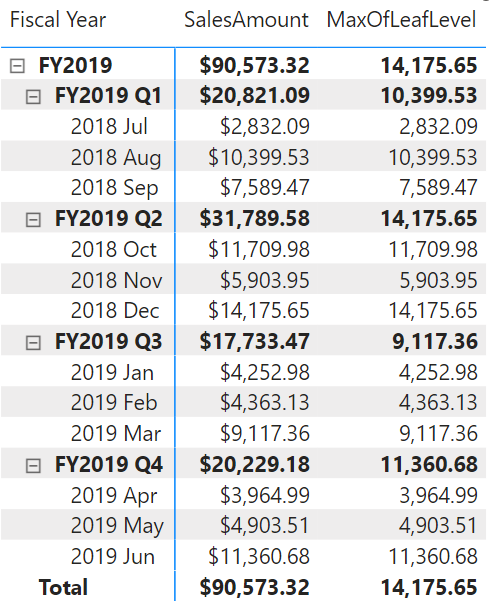 Fiscal Year SalesAmount MaxOfLeafLevel
FY2019 $90,573.32 14,175.65
FY2019 Q1 $20,821.09 10,399.53
2018 Jul $2,832.09 2,832.09
2018 Aug $10,399.53 10,399.53
2018 Sep $7,589.47 7,589.47
FY2019 Q2 $31,789.58 14,175.65
2018 Oct $11,709.98 11,709.98
2018 Nov $5,903.95 5,903.95
2018 Dec $14,175.65 14,175.65
FY2019 Q3 $17,733.47 9,117.36
2019 Jan $4,252.98 4,252.98
2019 Feb $4,363.13 4,363.13
2019 Mar $9,117.36 9,117.36
FY2019 Q4 $20,229.18 11,360.68
2019 Apr $3,964.99 3,964.99
2019 May $4,903.51 4,903.51
2019 Jun $11,360.68 11,360.68
Total $90,573.32 14,175.65